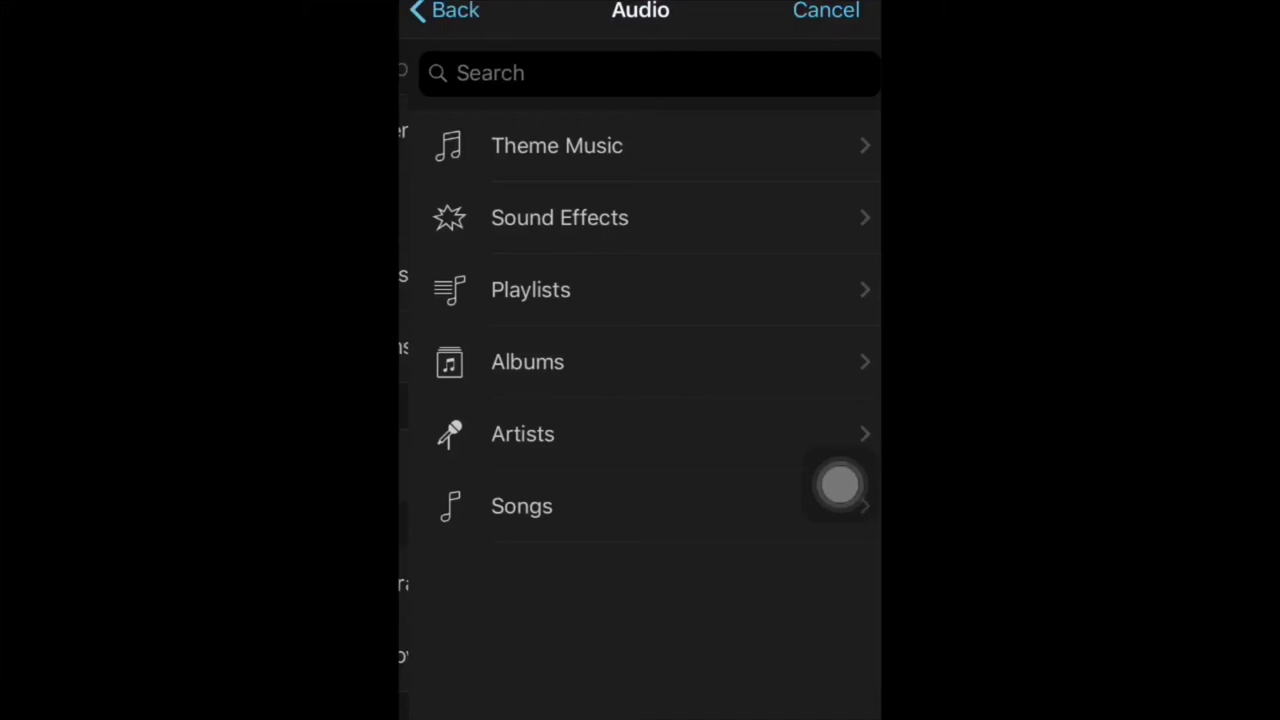 Back
Audio
Cancel
Search
Theme Music
Sound Effects
Playlists
Albums
Artists
Songs